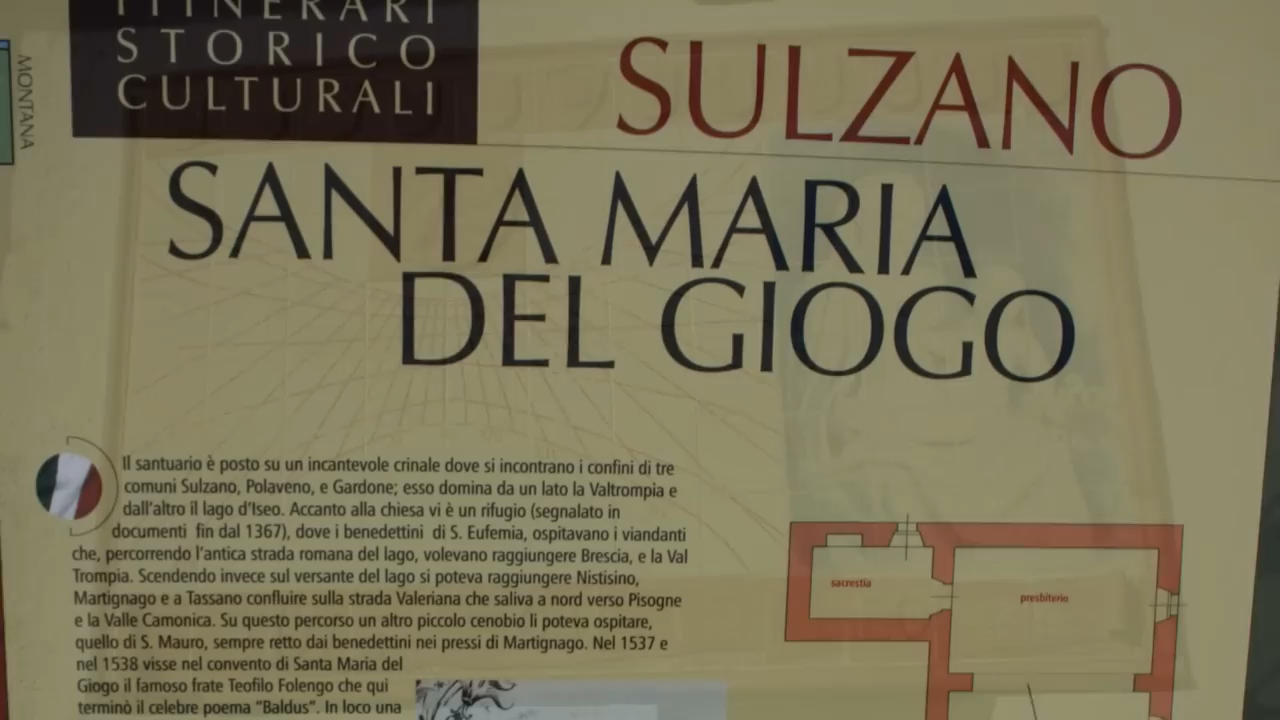 ITINERARI
STORICO
CULTURALI
MONTANA
SULZANO
SANTA MARIA
DEL GIOGO
Il santuario è posto su un incantevole crinale dove si incontrano i confini di tre
comuni Sulzano, Polaveno, e Gardone; esso domina da un lato la Valtrompia e
dall'altro il lago d'Iseo. Accanto alla chiesa vi è un rifugio (segnalato in
documenti fin dal 1367), dove i benedettini di S. Eufemia, ospitavano i viandanti
che, percorrendo l'antica strada romana del lago, volevano raggiungere Brescia, e la Val
Trompia. Scendendo invece sul versante del lago si poteva raggiungere Nistisino,
Martignago e a Tassano confluire sulla strada Valeriana che saliva a nord verso Pisogne
e la Valle Camonica. Su questo percorso un altro piccolo cenobio li poteva ospitare,
quello di S. Mauro, sempre retto dai benedettini nei pressi di Martignago. Nel 1537 e
nel 1538 visse nel convento di Santa Maria del
Giogo il famoso frate Teofilo Folengo che qui
terminò il celebre poema "Baldus". In loco una
sacrestia
presbiterio